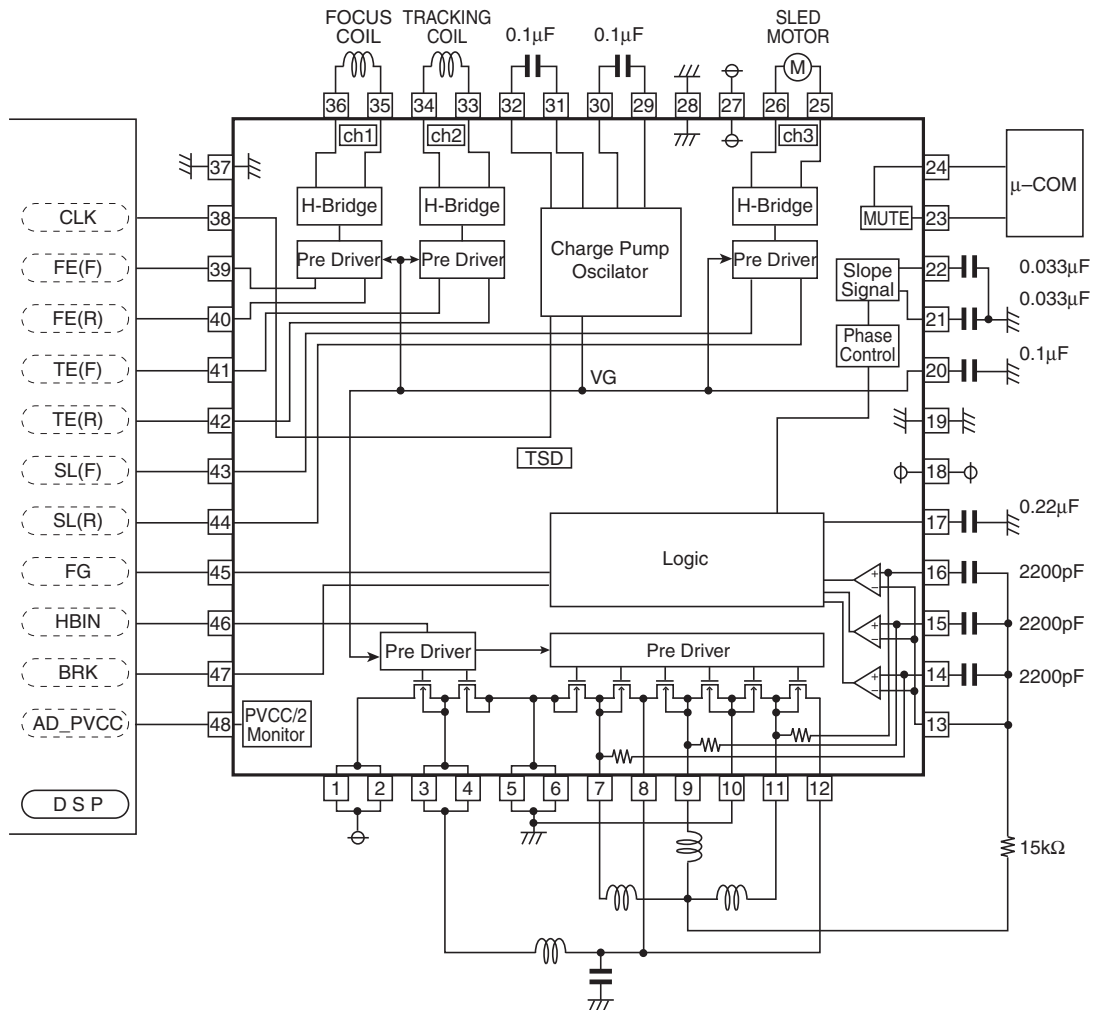 FOCUS
COIL
TRACKING
COIL
0.1μF
0.1μF
SLED
MOTOR
M
36
35
34
33
32
31
30
29
28
27
26
25
ch1
ch2
ch3
37
24
μ-COM
CLK
38
H-Bridge
H-Bridge
H-Bridge
MUTE
23
FE(F)
39
Pre Driver
Pre Driver
Charge Pump
Oscilator
Pre Driver
Slope
Signal
22
0.033μF
FE(R)
40
21
0.033μF
Phase
Control
TE(F)
41
VG
20
0.1μF
TE(R)
42
19
SL(F)
43
TSD
18
SL(R)
44
17
0.22μF
Logic
FG
45
+
−
16
2200pF
HBIN
46
+
−
15
2200pF
Pre Driver
Pre Driver
BRK
47
+
−
14
2200pF
AD_PVCC
48
PVCC/2
Monitor
13
1
2
3
4
5
6
7
8
9
10
11
12
DSP
15kΩ